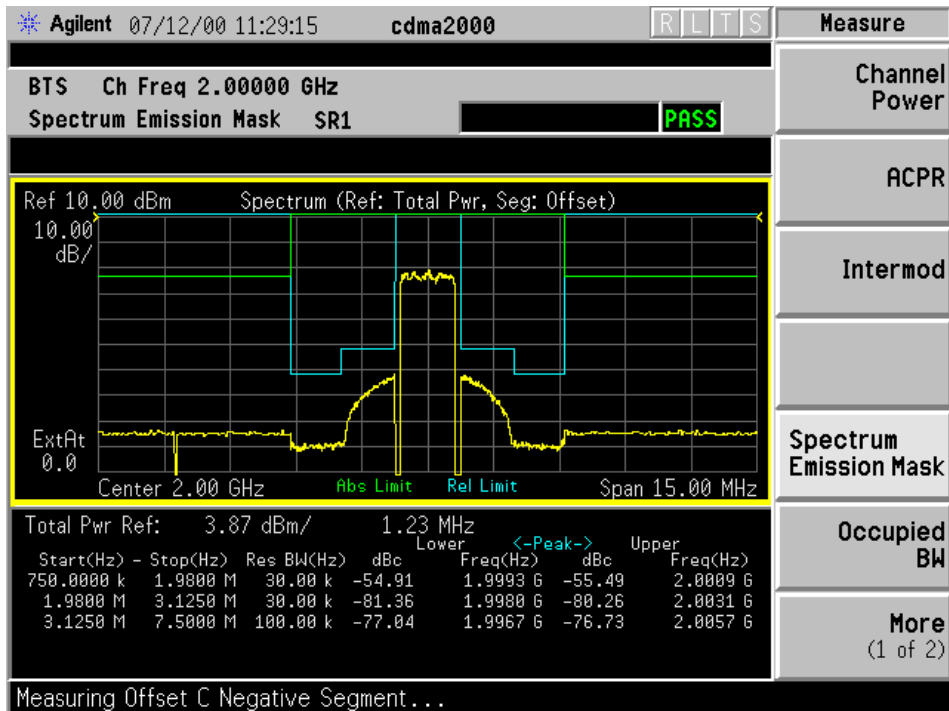 Agilent 07/12/00 11:29:15 cdma2000 R L T S Measure
BTS Ch Freq 2.00000 GHz
Spectrum Emission Mask SR1 PASS
Channel
Power
ACPR
Intermod
Spectrum
Emission Mask
Occupied
BW
More
(1 of 2)
Ref 10.00 dBm Spectrum (Ref: Total Pwr, Seg: Offset)
10.00
dB/
ExtAt
0.0
Center 2.00 GHz Abs Limit Rel Limit Span 15.00 MHz
Total Pwr Ref: 3.87 dBm/ 1.23 MHz
Lower <-Peak-> Upper
Start(Hz) - Stop(Hz) Res BW(Hz) dBc Freq(Hz) dBc Freq(Hz)
750.0000 k 1.9800 M 30.00 k -54.91 1.9993 G -55.49 2.0009 G
1.9800 M 3.1250 M 30.00 k -81.36 1.9980 G -80.26 2.0031 G
3.1250 M 7.5000 M 100.00 k -77.04 1.9967 G -76.73 2.0057 G
Measuring Offset C Negative Segment...